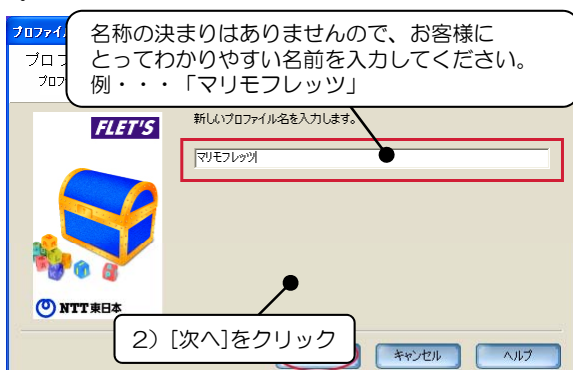 プロファイル
名称の決まりはありませんので、お客様に
とってわかりやすい名前を入力してください。
例・・・「マリモフレッツ」
プロフ
プロフ
FLET'S
新しいプロファイル名を入力します。
マリモフレッツ
NTT東日本
2）[次へ]をクリック
キャンセル
ヘルプ